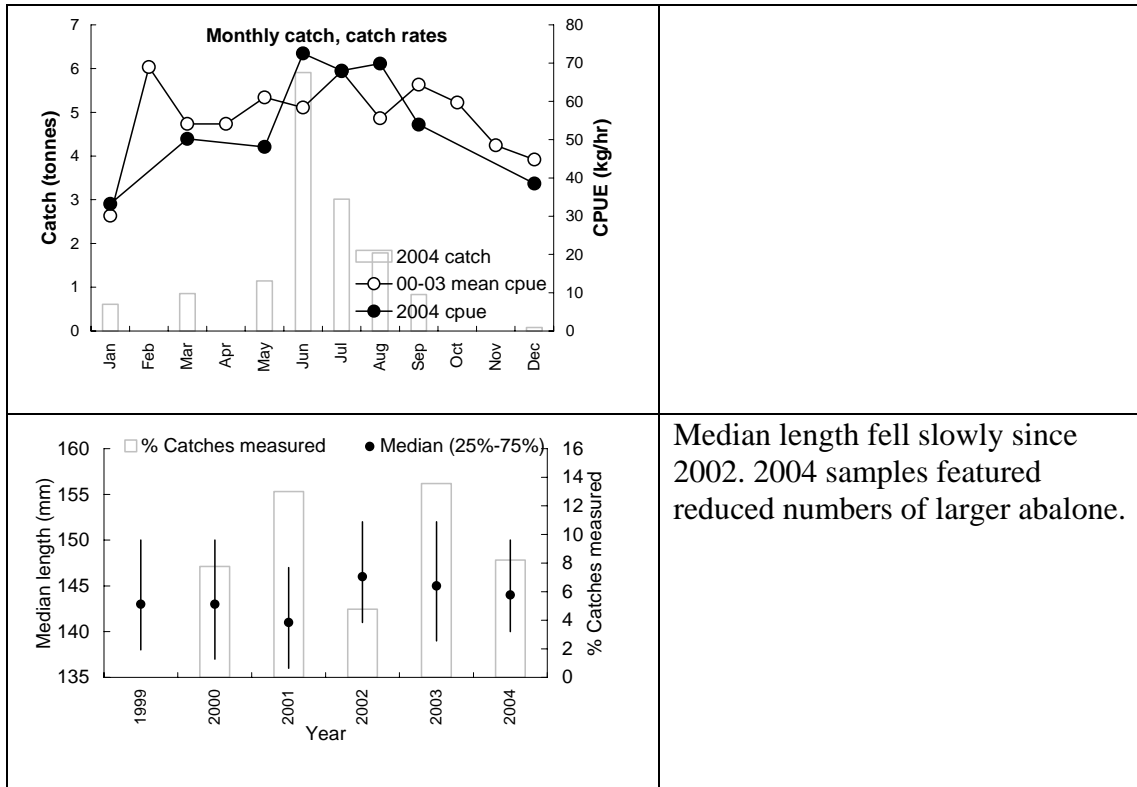 Monthly catch, catch rates
Catch (tonnes)
7
6
5
4
3
2
1
0
80
70
60
50
40
30
20
10
0
CPUE (kg/hr)
2004 catch
00-03 mean cpue
2004 cpue
Jan Feb Mar Apr May Jun Jul Aug Sep Oct Nov Dec
% Catches measured Median (25%-75%)
Median length (mm)
160
155
150
145
140
135
16
14
12
10
8
6
4
2
0
% Catches measured
1999 2000 2001 2002 2003 2004
Year
Median length fell slowly since
2002. 2004 samples featured
reduced numbers of larger abalone.